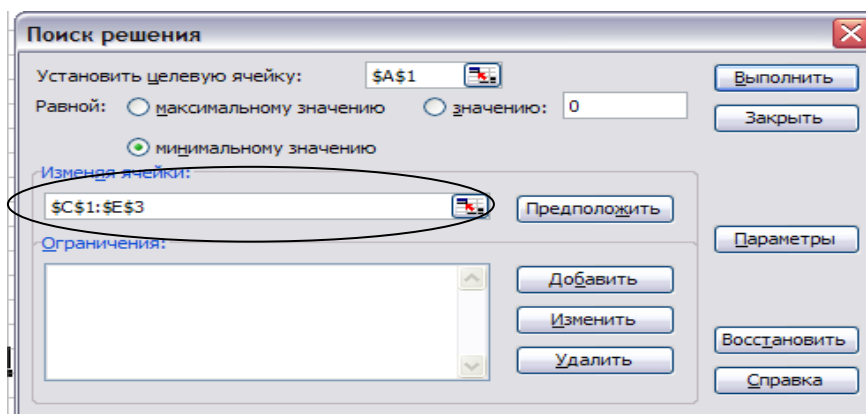 Поиск решения
Установить целевую ячейку: $A$1
Выполнить
Равной: максимальному значению значению: 0
Закрыть
минимальному значению
Изменяя ячейки:
$C$1:$E$3
Предположить
Ограничения:
Параметры
Добавить
Изменить
Восстановить
Удалить
Справка